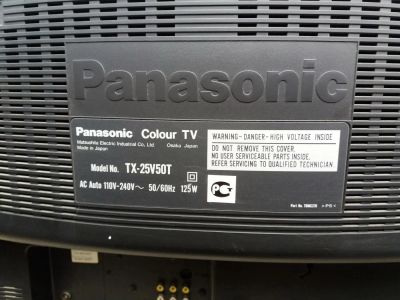 Panasonic
Panasonic Colour TV
Matsushita Electric Industrial Co., Ltd. Osaka Japan
Made in Japan
Model No. TX-25V50T
AC Auto 110V-240V~ 50/60Hz 125W
WARNING-DANGER-HIGH VOLTAGE INSIDE
DO NOT REMOVE THIS COVER.
NO USER SERVICEABLE PARTS INSIDE.
REFER SERVICING TO QUALIFIED TECHNICIAN
Part No.